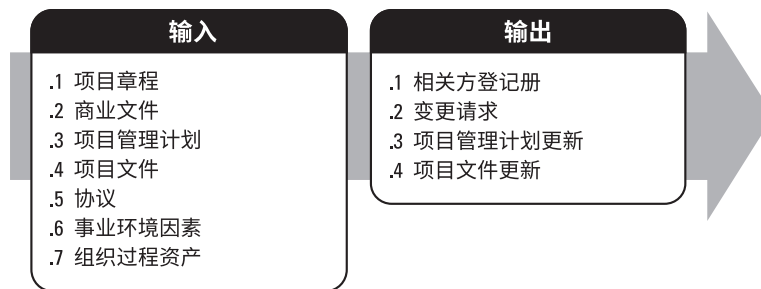 输入
.1 项目章程
.2 商业文件
.3 项目管理计划
.4 项目文件
.5 协议
.6 事业环境因素
.7 组织过程资产
输出
.1 相关方登记册
.2 变更请求
.3 项目管理计划更新
.4 项目文件更新